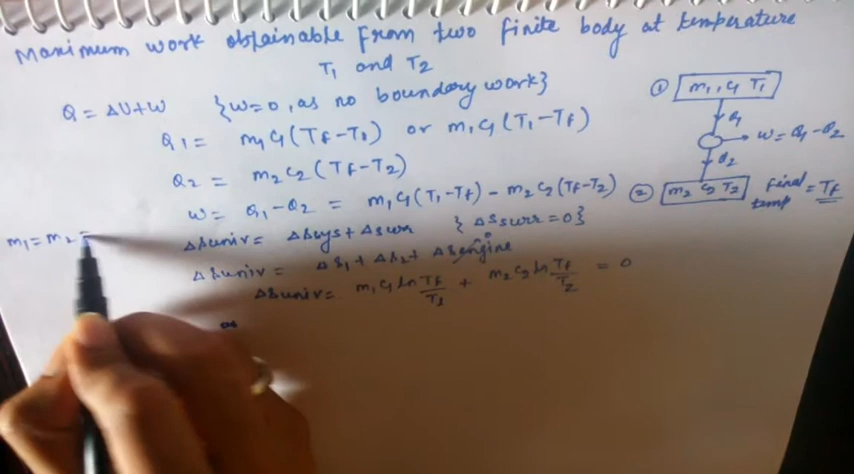 Maximum work obtainable from two finite body at temperature
T1 and T2
Q = ΔU+W {W=0, as no boundary work}
Q1 = m1c1(Tf-T1) or m1c1(T1-Tf)
Q2 = m2c2(Tf-T2)
W = Q1-Q2 = m1c1(T1-Tf) - m2c2(Tf-T2)
Δsuniv = Δssys + Δssurr {Δssurr = 0}
Δsuniv = Δs1 + Δs2 + Δsengine 0
Δsuniv = m1c1 ln Tf/T1 + m2c2 ln Tf/T2 = 0
m1 = m2 =
① m1, c1 T1
Q1
W = Q1-Q2
Q2
② m2 c2 T2 Final temp = Tf